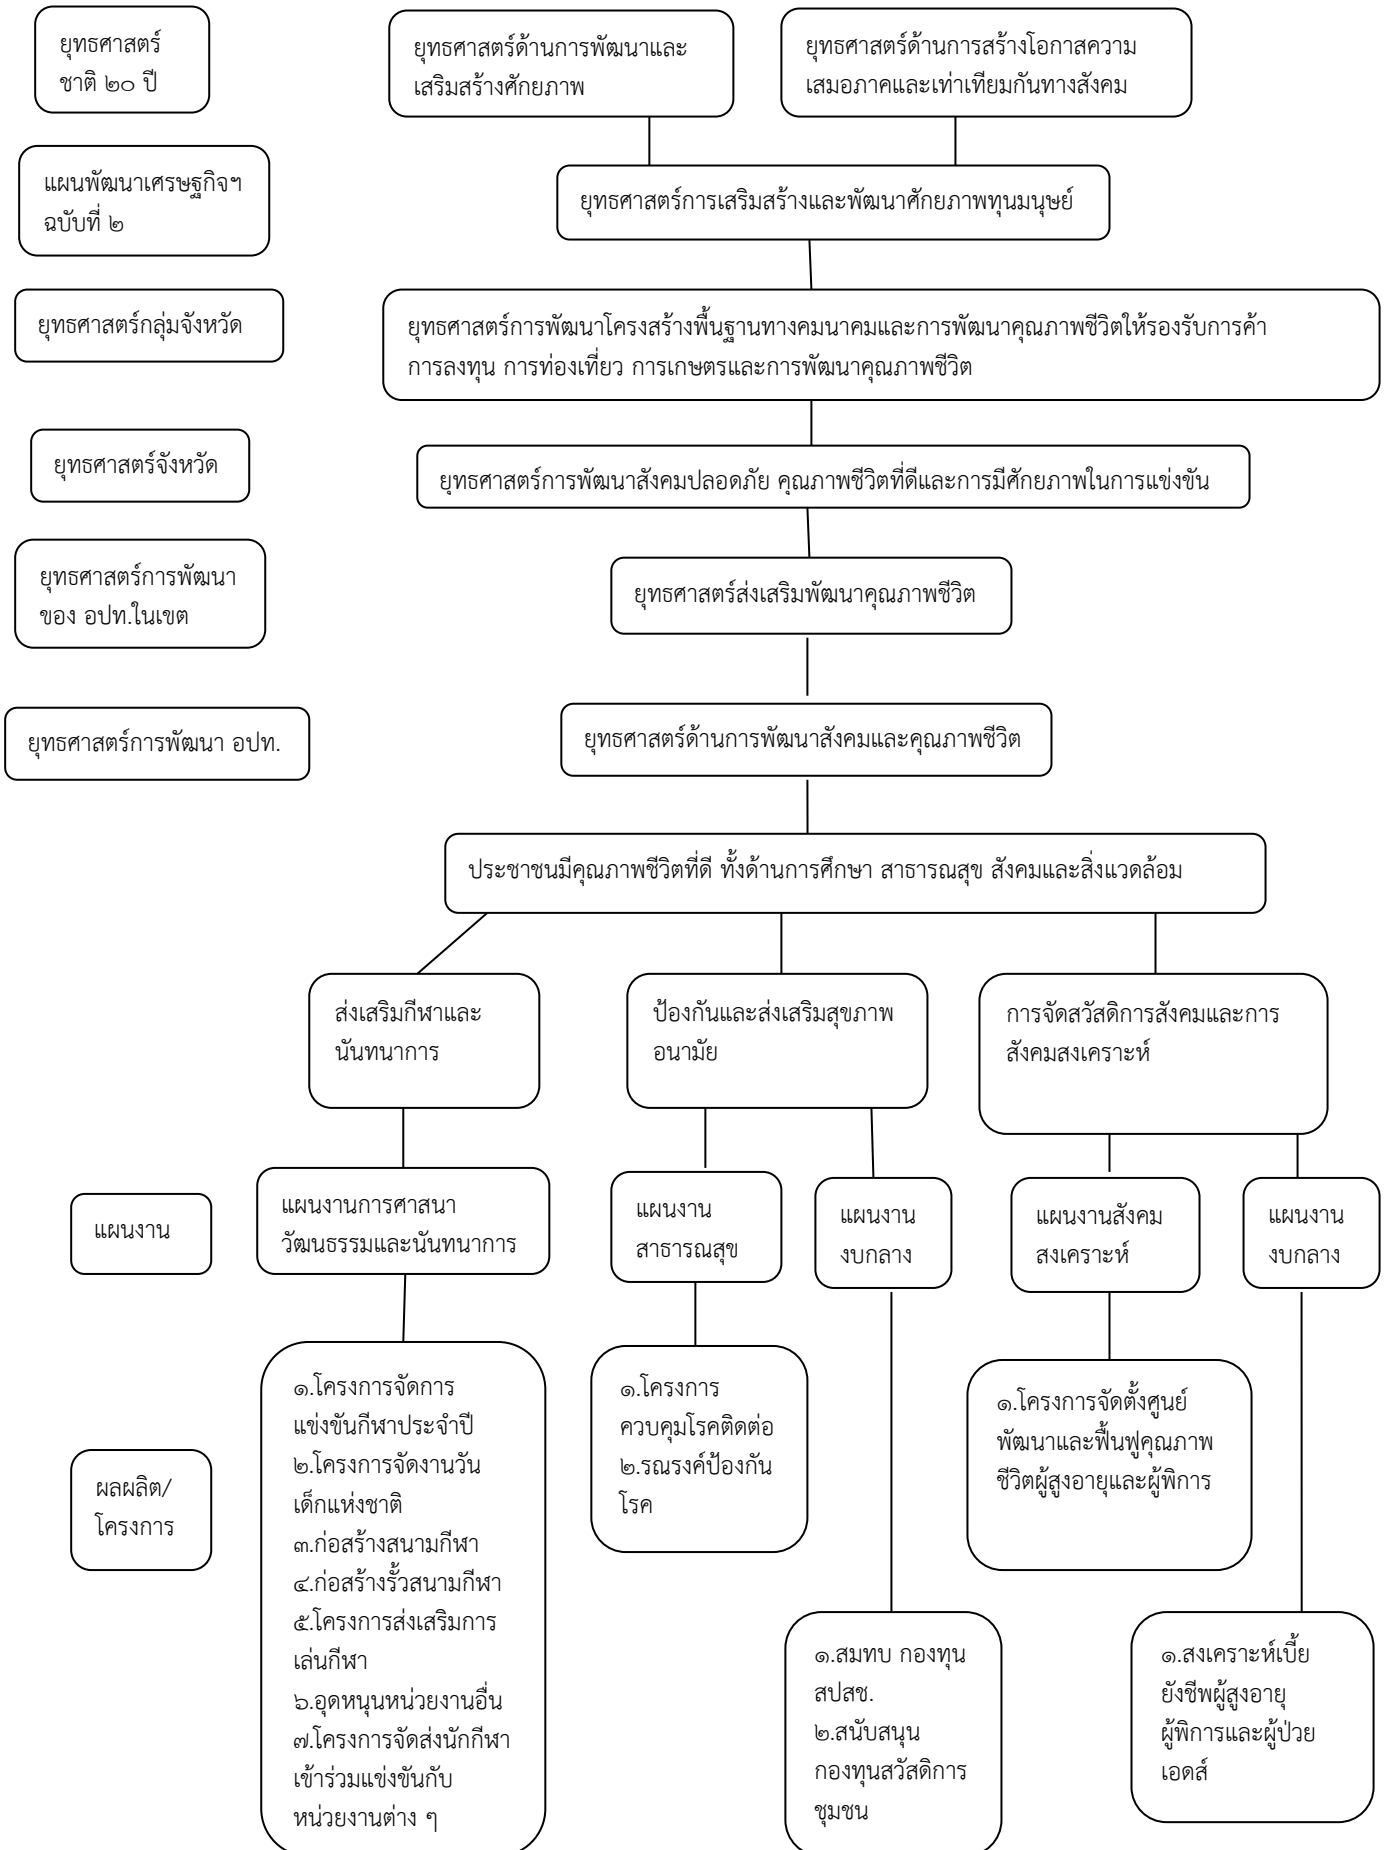 ยุทธศาสตร์
ชาติ ๒๐ ปี
ยุทธศาสตร์ด้านการพัฒนาและ
เสริมสร้างศักยภาพ
ยุทธศาสตร์ด้านการสร้างโอกาสความ
เสมอภาคและเท่าเทียมกันทางสังคม
แผนพัฒนาเศรษฐกิจฯ
ฉบับที่ ๒
ยุทธศาสตร์การเสริมสร้างและพัฒนาศักยภาพทุนมนุษย์
ยุทธศาสตร์กลุ่มจังหวัด
ยุทธศาสตร์การพัฒนาโครงสร้างพื้นฐานทางคมนาคมและการพัฒนาคุณภาพชีวิตให้รองรับการค้า
การลงทุน การท่องเที่ยว การเกษตรและการพัฒนาคุณภาพชีวิต
ยุทธศาสตร์จังหวัด
ยุทธศาสตร์การพัฒนาสังคมปลอดภัย คุณภาพชีวิตที่ดีและการมีศักยภาพในการแข่งขัน
ยุทธศาสตร์การพัฒนา
ของ อปท.ในเขต
ยุทธศาสตร์ส่งเสริมพัฒนาคุณภาพชีวิต
ยุทธศาสตร์การพัฒนา อปท.
ยุทธศาสตร์ด้านการพัฒนาสังคมและคุณภาพชีวิต
ประชาชนมีคุณภาพชีวิตที่ดี ทั้งด้านการศึกษา สาธารณสุข สังคมและสิ่งแวดล้อม
ส่งเสริมกีฬาและ
นันทนาการ
ป้องกันและส่งเสริมสุขภาพ
อนามัย
การจัดสวัสดิการสังคมและการ
สังคมสงเคราะห์
แผนงาน
แผนงานการศาสนา
วัฒนธรรมและนันทนาการ
แผนงาน
สาธารณสุข
แผนงาน
งบกลาง
แผนงานสังคม
สงเคราะห์
แผนงาน
งบกลาง
ผลผลิต/
โครงการ
๑.โครงการจัดการ
แข่งขันกีฬาประจำปี
๒.โครงการจัดงานวัน
เด็กแห่งชาติ
๓.ก่อสร้างสนามกีฬา
๔.ก่อสร้างรั้วสนามกีฬา
๕.โครงการส่งเสริมการ
เล่นกีฬา
๖.อุดหนุนหน่วยงานอื่น
๗.โครงการจัดส่งนักกีฬา
เข้าร่วมแข่งขันกับ
หน่วยงานต่าง ๆ
๑.โครงการ
ควบคุมโรคติดต่อ
๒.รณรงค์ป้องกัน
โรค
๑.สมทบ กองทุน
สปสช.
๒.สนับสนุน
กองทุนสวัสดิการ
ชุมชน
๑.โครงการจัดตั้งศูนย์
พัฒนาและฟื้นฟูคุณภาพ
ชีวิตผู้สูงอายุและผู้พิการ
๑.สงเคราะห์เบี้ย
ยังชีพผู้สูงอายุ
ผู้พิการและผู้ป่วย
เอดส์